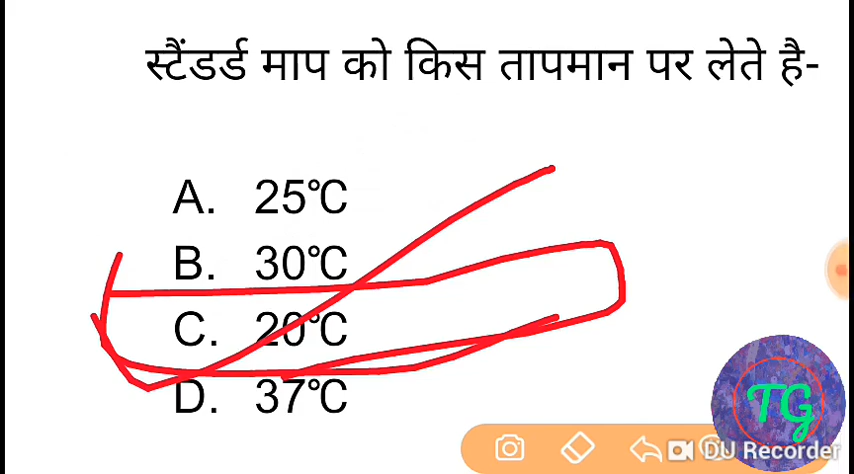 स्टैंडर्ड माप को किस तापमान पर लेते है-
A. 25°C
B. 30°C
C. 20°C
D. 37°C
TG
DU Recorder